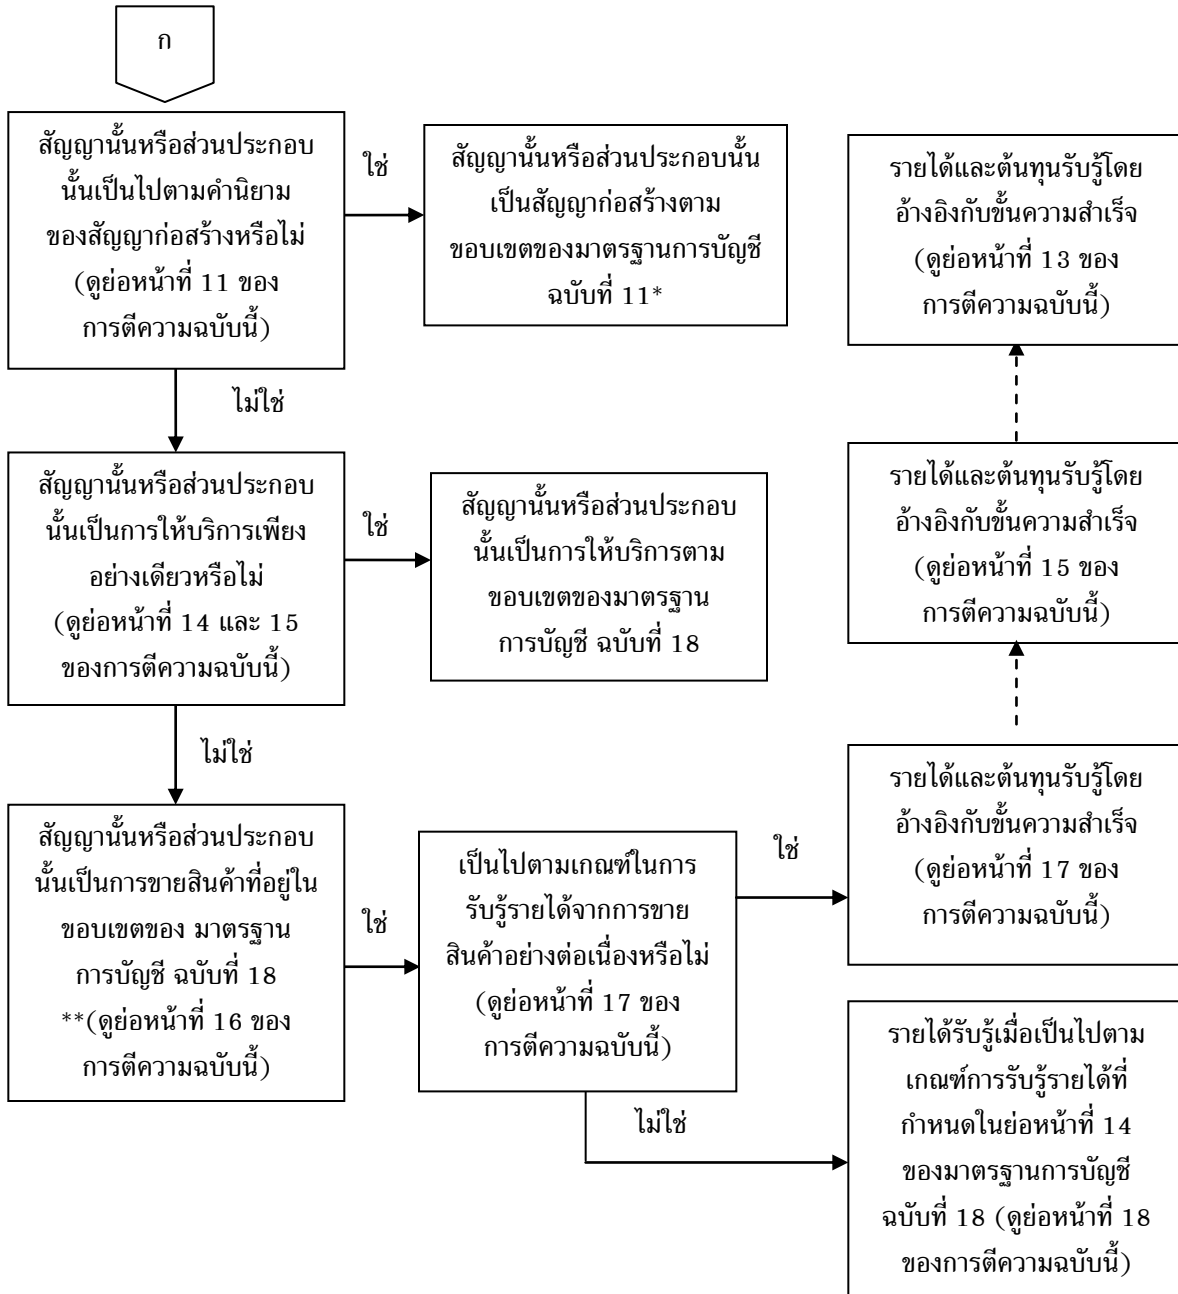 ก
สัญญานั้นหรือส่วนประกอบ
นั้นเป็นไปตามคำนิยาม
ของสัญญาก่อสร้างหรือไม่
(ดูย่อหน้าที่ 11 ของ
การตีความฉบับนี้)
ใช่
สัญญานั้นหรือส่วนประกอบนั้น
เป็นสัญญาก่อสร้างตาม
ขอบเขตของมาตรฐานการบัญชี
ฉบับที่ 11*
รายได้และต้นทุนรับรู้โดย
อ้างอิงกับขั้นความสำเร็จ
(ดูย่อหน้าที่ 13 ของ
การตีความฉบับนี้)
ไม่ใช่
สัญญานั้นหรือส่วนประกอบ
นั้นเป็นการให้บริการเพียง
อย่างเดียวหรือไม่
(ดูย่อหน้าที่ 14 และ 15
ของการตีความฉบับนี้)
ใช่
สัญญานั้นหรือส่วนประกอบ
นั้นเป็นการให้บริการตาม
ขอบเขตของมาตรฐาน
การบัญชี ฉบับที่ 18
รายได้และต้นทุนรับรู้โดย
อ้างอิงกับขั้นความสำเร็จ
(ดูย่อหน้าที่ 15 ของ
การตีความฉบับนี้)
ไม่ใช่
สัญญานั้นหรือส่วนประกอบ
นั้นเป็นการขายสินค้าที่อยู่ใน
ขอบเขตของ มาตรฐาน
การบัญชี ฉบับที่ 18
**(ดูย่อหน้าที่ 16 ของ
การตีความฉบับนี้)
ใช่
เป็นไปตามเกณฑ์ในการ
รับรู้รายได้จากการขาย
สินค้าอย่างต่อเนื่องหรือไม่
(ดูย่อหน้าที่ 17 ของ
การตีความฉบับนี้)
ใช่
รายได้และต้นทุนรับรู้โดย
อ้างอิงกับขั้นความสำเร็จ
(ดูย่อหน้าที่ 17 ของ
การตีความฉบับนี้)
ไม่ใช่
รายได้รับรู้เมื่อเป็นไปตาม
เกณฑ์การรับรู้รายได้ที่
กำหนดในย่อหน้าที่ 14
ของมาตรฐานการบัญชี
ฉบับที่ 18 (ดูย่อหน้าที่ 18
ของการตีความฉบับนี้)